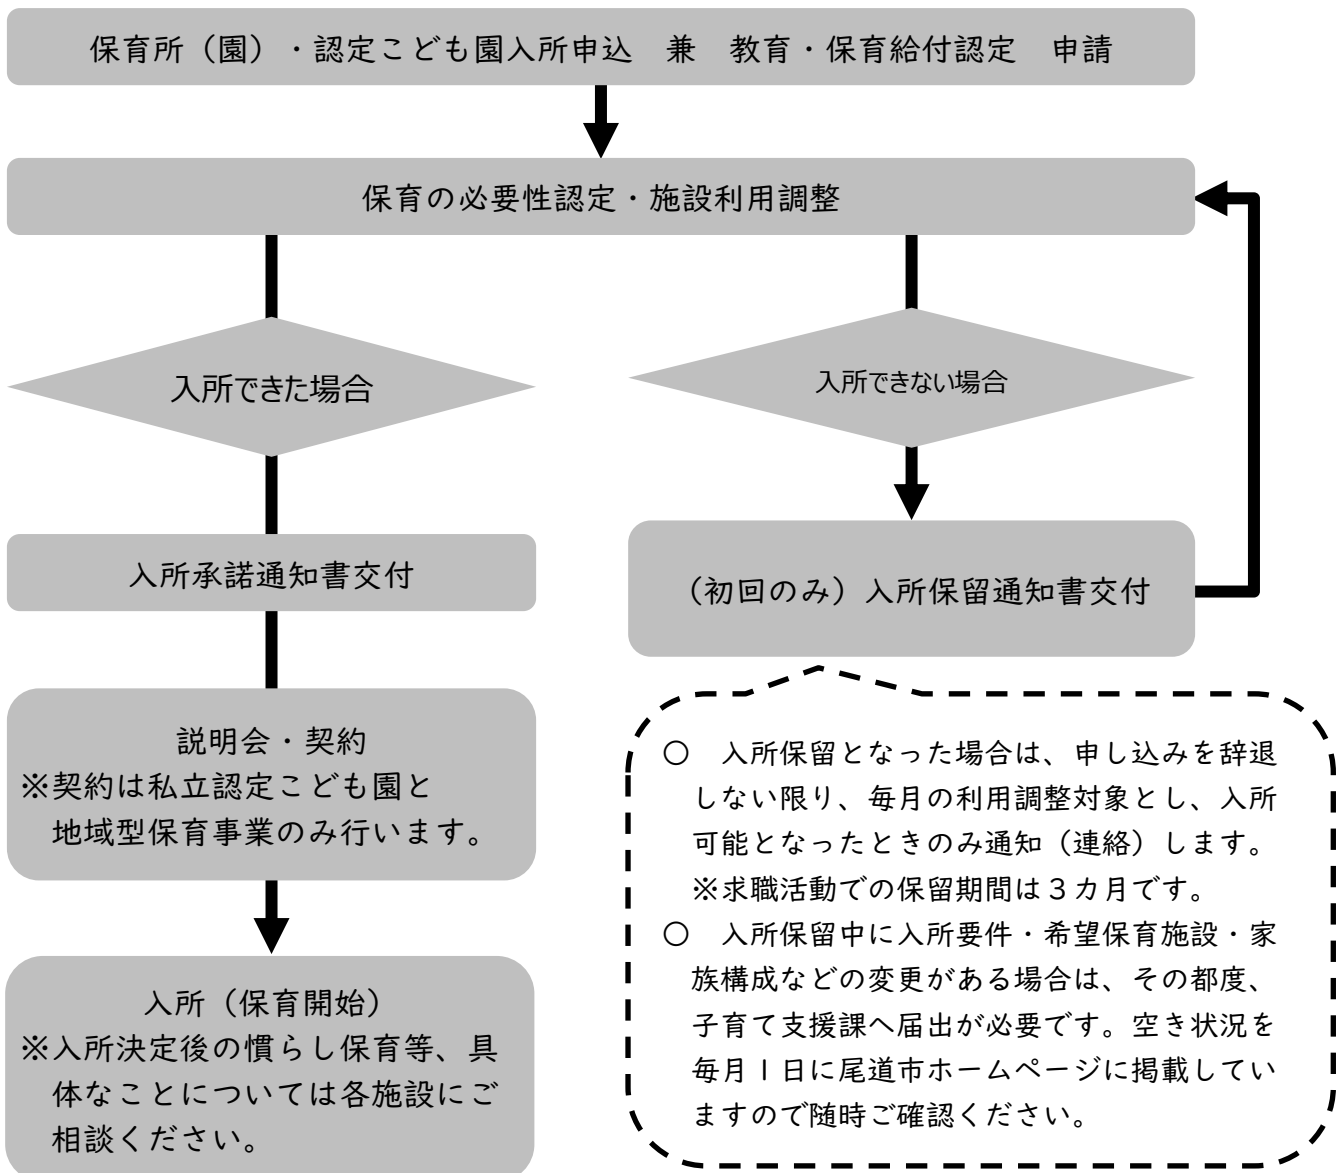 保育所（園）・認定こども園入所申込　兼　教育・保育給付認定　申請
保育の必要性認定・施設利用調整
入所できた場合
入所承諾通知書交付
説明会・契約
※契約は私立認定こども園と
地域型保育事業のみ行います。
入所（保育開始）
※入所決定後の慣らし保育等、具
体なことについては各施設にご
相談ください。
入所できない場合
（初回のみ）入所保留通知書交付
○　入所保留となった場合は、申し込みを辞退
しない限り、毎月の利用調整対象とし、入所
可能となったときのみ通知（連絡）します。
※求職活動での保留期間は３カ月です。
○　入所保留中に入所要件・希望保育施設・家
族構成などの変更がある場合は、その都度、
子育て支援課へ届出が必要です。空き状況を
毎月１日に尾道市ホームページに掲載してい
ますので随時ご確認ください。